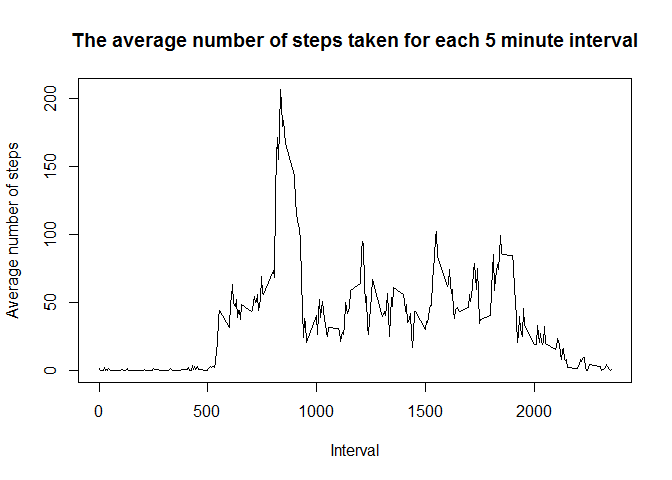 The average number of steps taken for each 5 minute interval
Average number of steps
200
150
100
50
0
0 500 1000 1500 2000
Interval